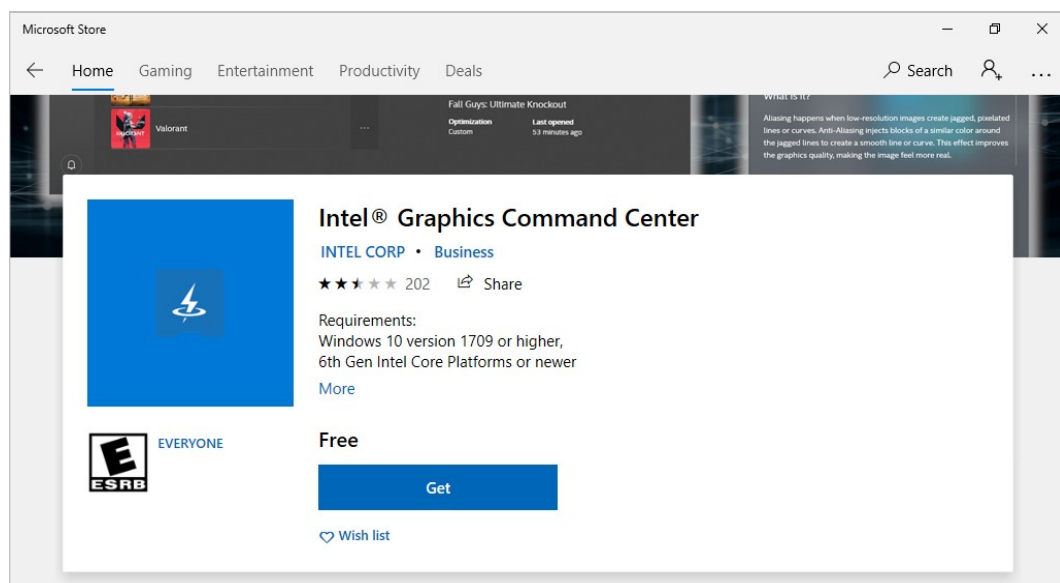 Microsoft Store
Home Gaming Entertainment Productivity Deals Search
Valorant
Fall Guys: Ultimate Knockout
Optimization Last opened
Custom 53 minutes ago
What is it?
Aliasing happens when low-resolution images create jagged, pixelated
lines or curves. Anti-Aliasing injects blocks of a similar color around
the jagged lines to create a smooth line or curve. This effect improves
the graphics quality, making the image feel more real.
Intel® Graphics Command Center
INTEL CORP • Business
202 Share
Requirements:
Windows 10 version 1709 or higher,
6th Gen Intel Core Platforms or newer
More
E
ESRB
EVERYONE
Free
Get
Wish list